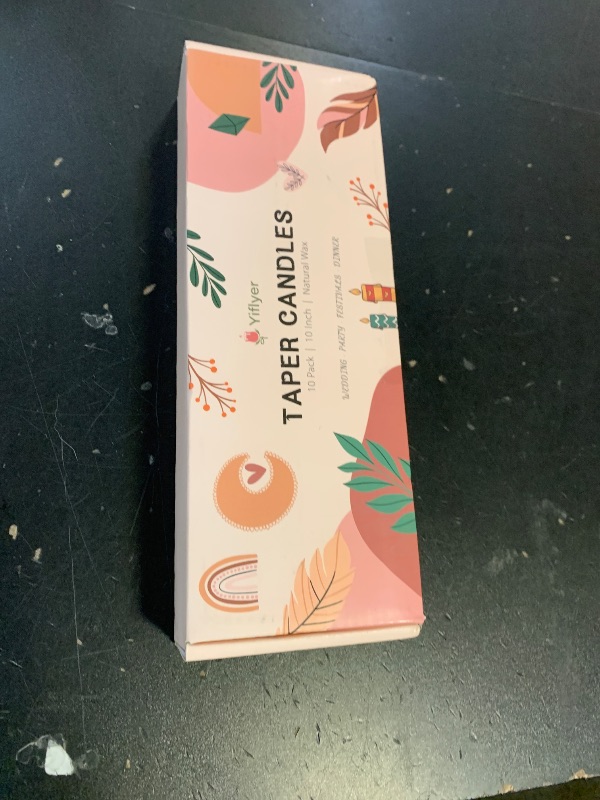 Yiflyer
TAPER CANDLES
10 Pack | 10 Inch | Natural Wax
WEDDING PARTY FESTIVALS DINNER